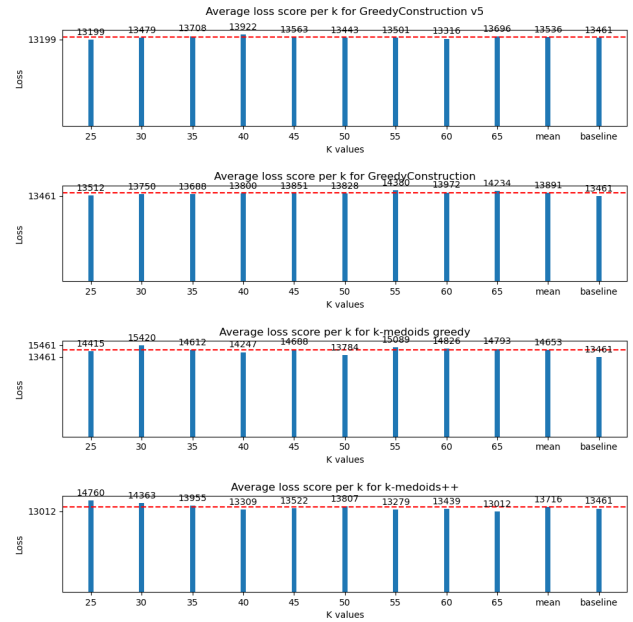 Average loss score per k for GreedyConstruction v5
13199 13479 13708 13922 13563 13443 13501 13316 13696 13536 13461
13199
Loss
25 30 35 40 45 50 55 60 65 mean baseline
K values
Average loss score per k for GreedyConstruction
13512 13750 13688 13800 13851 13828 14380 13972 14234 13891 13461
13461
Loss
25 30 35 40 45 50 55 60 65 mean baseline
K values
Average loss score per k for k-medoids greedy
14415 15420 14612 14247 14688 13784 15089 14826 14793 14653 13461
15461
13461
Loss
25 30 35 40 45 50 55 60 65 mean baseline
K values
Average loss score per k for k-medoids++
14760 14363 13955 13309 13522 13807 13279 13439 13012 13716 13461
13012
Loss
25 30 35 40 45 50 55 60 65 mean baseline
K values